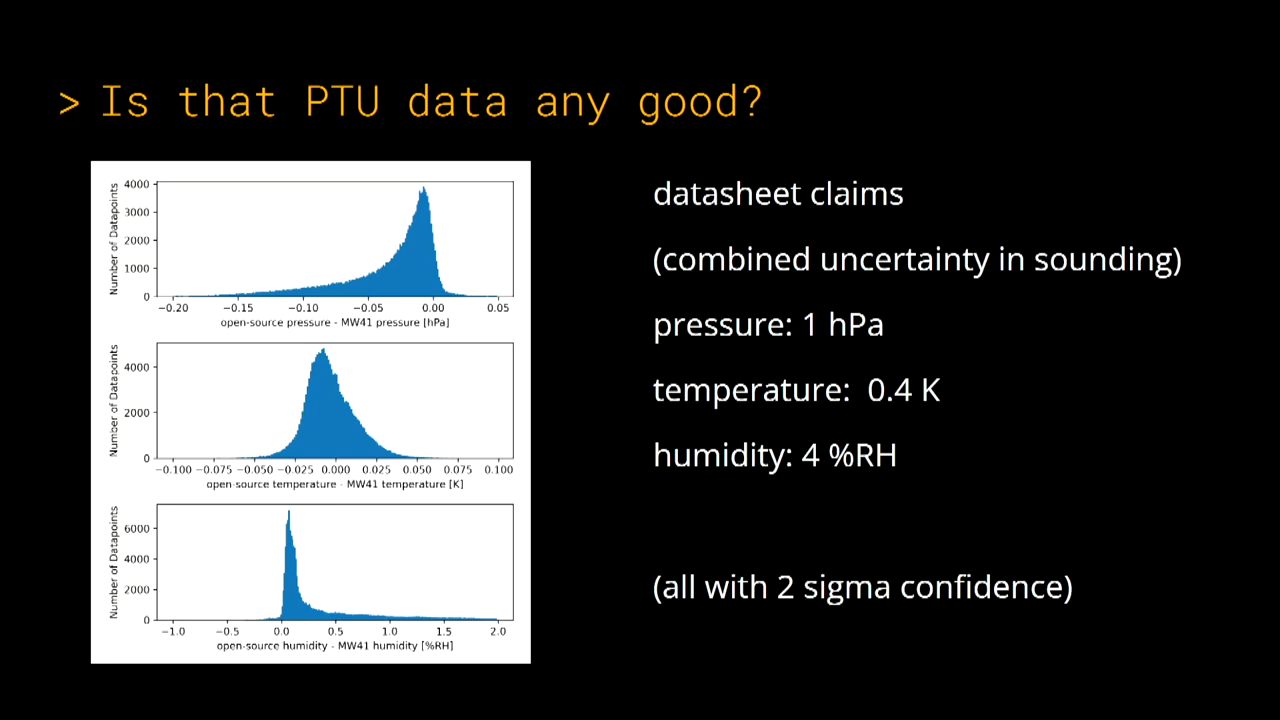 > Is that PTU data any good?
Number of Datapoints
4000
3000
2000
1000
0
−0.20 −0.15 −0.10 −0.05 0.00 0.05
open-source pressure - MW41 pressure [hPa]
Number of Datapoints
4000
2000
0
−0.100 −0.075 −0.050 −0.025 0.000 0.025 0.050 0.075 0.100
open-source temperature - MW41 temperature [K]
Number of Datapoints
6000
4000
2000
0
−1.0 −0.5 0.0 0.5 1.0 1.5 2.0
open-source humidity - MW41 humidity [%RH]
datasheet claims
(combined uncertainty in sounding)
pressure: 1 hPa
temperature: 0.4 K
humidity: 4 %RH
(all with 2 sigma confidence)